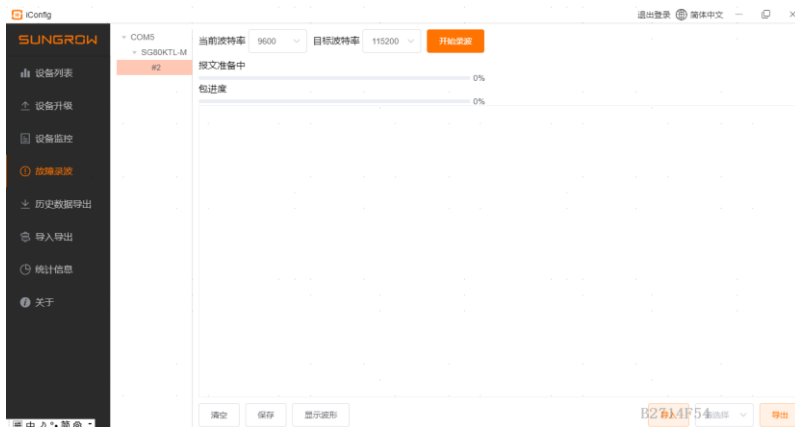 iConfig
退出登录 简体中文
SUNGROW
设备列表
设备升级
设备监控
故障录波
历史数据导出
导入导出
统计信息
关于
COM5
SG80KTL-M
#2
当前波特率 9600 目标波特率 115200 开始录波
报文准备中
0%
包进度
0%
清空 保存 显示波形
B2714F54
导出
中 简